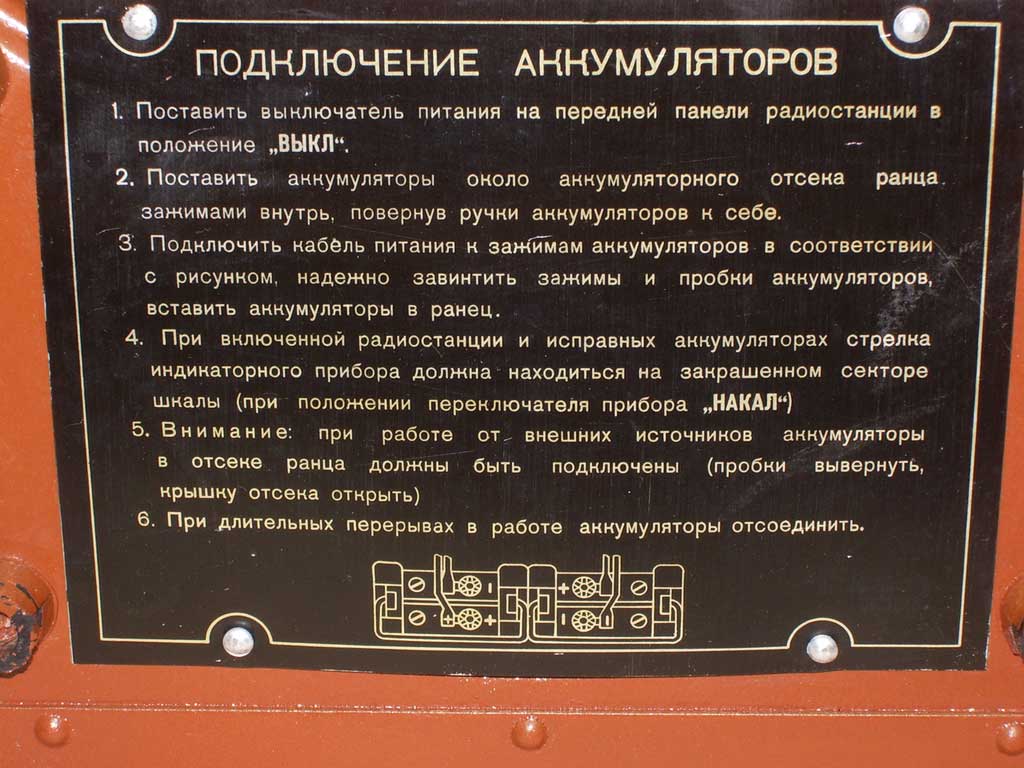 ПОДКЛЮЧЕНИЕ АККУМУЛЯТОРОВ
1. Поставить выключатель питания на передней панели радиостанции в
положение „ВЫКЛ“.
2. Поставить аккумуляторы около аккумуляторного отсека ранца
зажимами внутрь, повернув ручки аккумуляторов к себе.
3. Подключить кабель питания к зажимам аккумуляторов в соответствии
с рисунком, надежно завинтить зажимы и пробки аккумуляторов,
вставить аккумуляторы в ранец.
4. При включенной радиостанции и исправных аккумуляторах стрелка
индикаторного прибора должна находиться на закрашенном секторе
шкалы (при положении переключателя прибора „НАКАЛ“)
5. Внимание: при работе от внешних источников аккумуляторы
в отсеке ранца должны быть подключены (пробки вывернуть,
крышку отсека открыть)
6. При длительных перерывах в работе аккумуляторы отсоединить.
- + -
+ + -